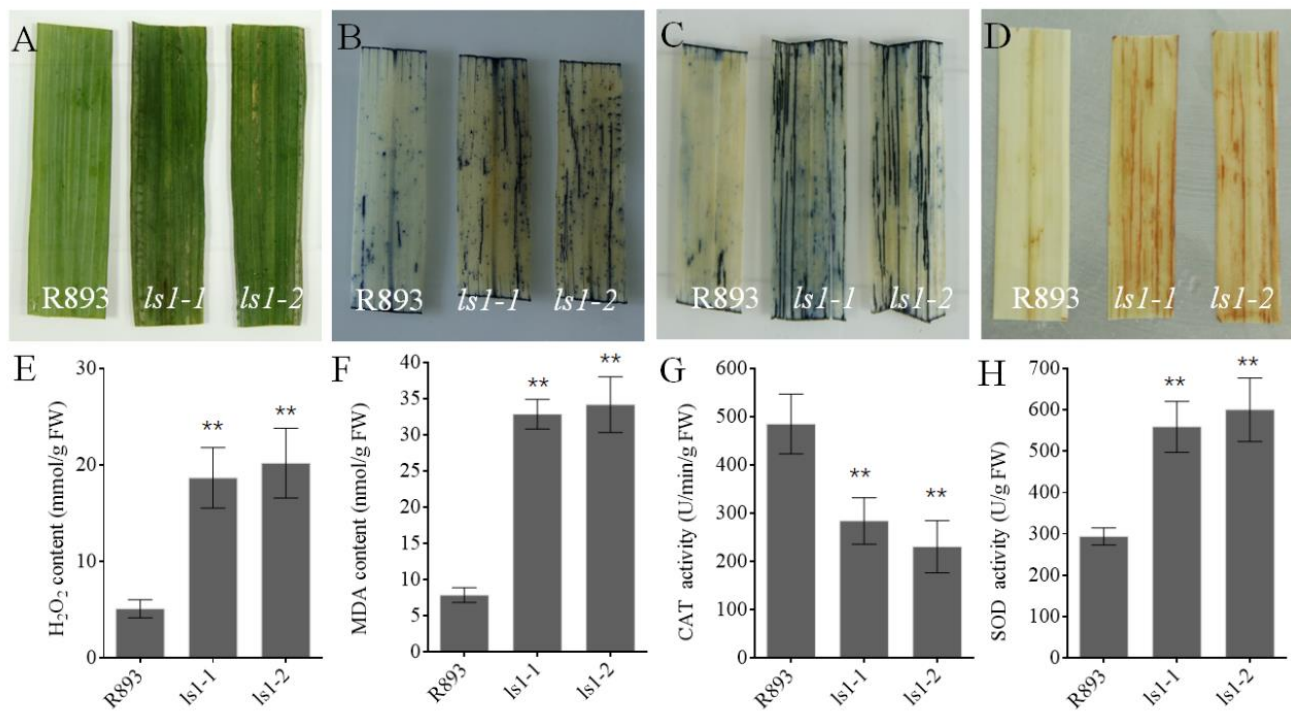 A
R893 ls1-1 ls1-2
B
R893 ls1-1 ls1-2
C
R893 ls1-1 ls1-2
D
R893 ls1-1 ls1-2
E
H₂O₂ content (mmol/g FW)
30
20
10
0
**
**
R893 ls1-1 ls1-2
F
MDA content (nmol/g FW)
40
35
30
25
20
15
10
5
0
**
**
R893 ls1-1 ls1-2
G
CAT activity (U/min/g FW)
600
500
400
300
200
100
0
**
**
R893 ls1-1 ls1-2
H
SOD activity (U/g FW)
700
600
500
400
300
200
100
0
**
**
R893 ls1-1 ls1-2